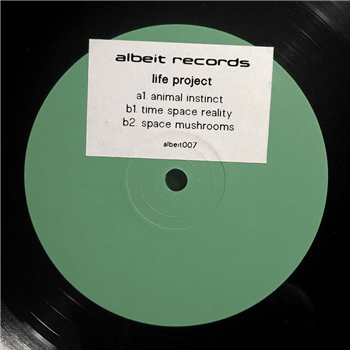 albeit records
life project
a1. animal instinct
b1. time space reality
b2. space mushrooms
albeit007